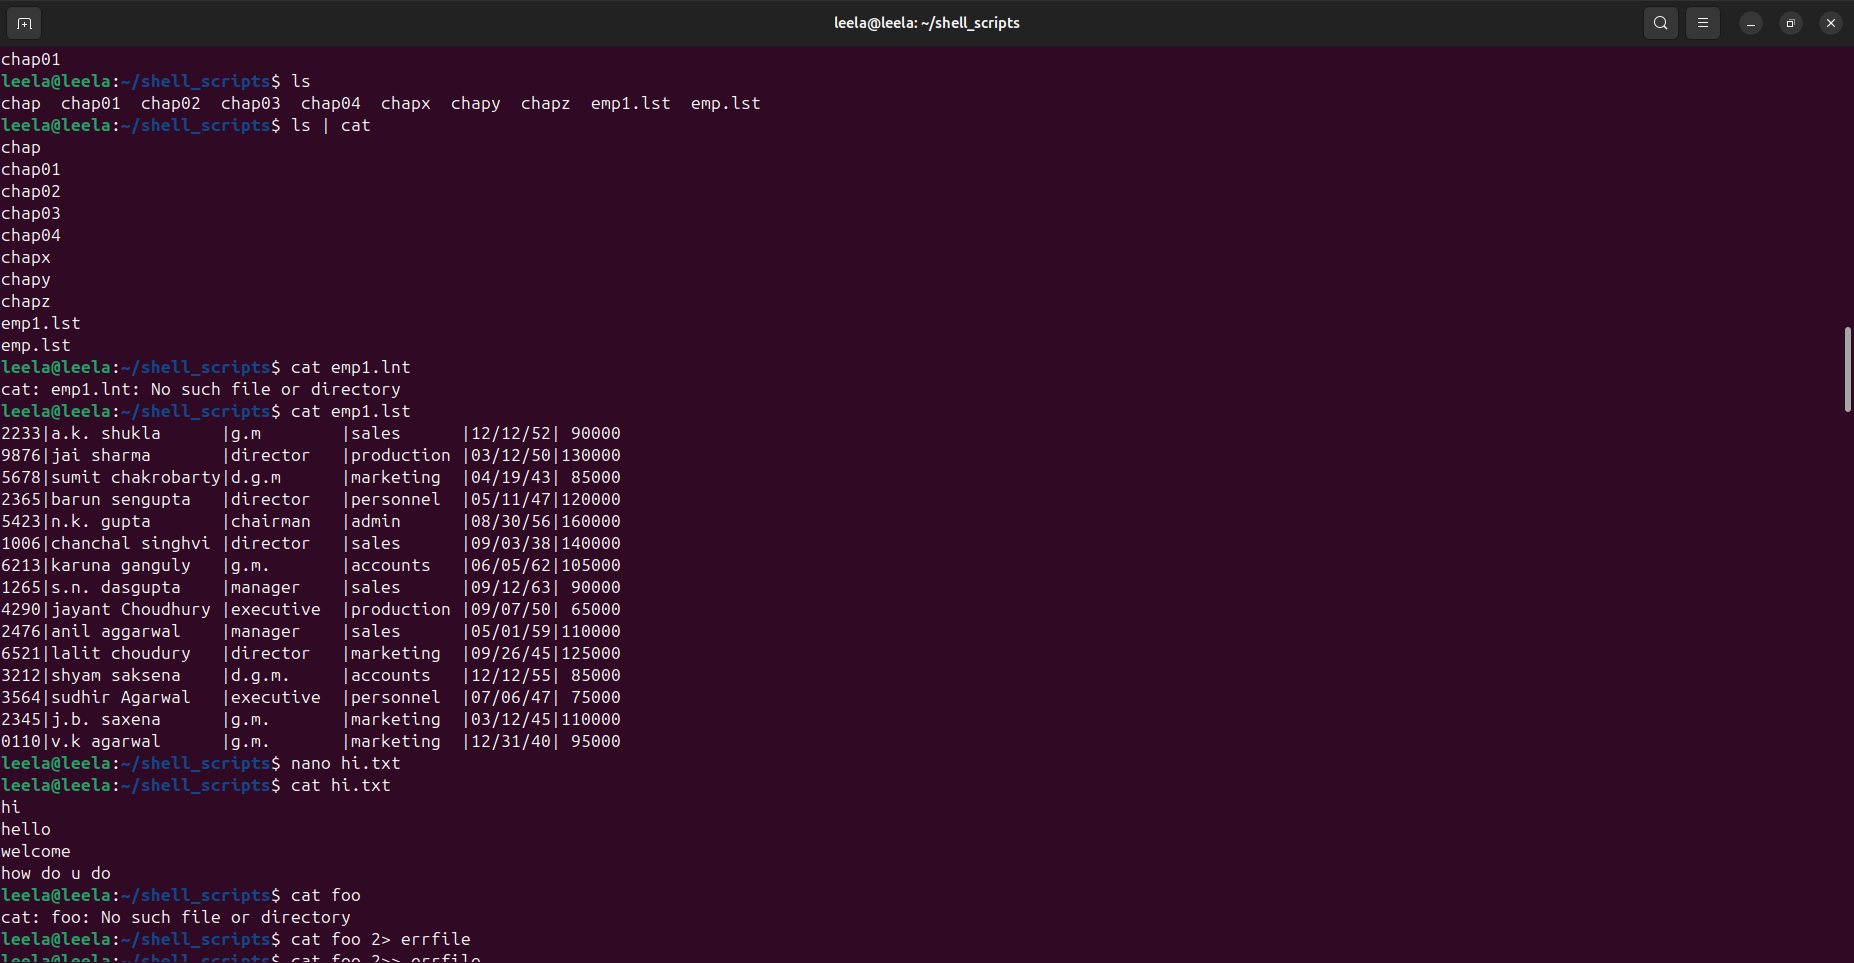 leela@leela: ~/shell_scripts
chap01
leela@leela:~/shell_scripts$ ls
chap  chap01  chap02  chap03  chap04  chapx  chapy  chapz  emp1.lst  emp.lst
leela@leela:~/shell_scripts$ ls | cat
chap
chap01
chap02
chap03
chap04
chapx
chapy
chapz
emp1.lst
emp.lst
leela@leela:~/shell_scripts$ cat emp1.lnt
cat: emp1.lnt: No such file or directory
leela@leela:~/shell_scripts$ cat emp1.lst
2233|a.k. shukla      |g.m        |sales      |12/12/52| 90000
9876|jai sharma       |director   |production |03/12/50|130000
5678|sumit chakrobarty|d.g.m      |marketing  |04/19/43| 85000
2365|barun sengupta   |director   |personnel  |05/11/47|120000
5423|n.k. gupta       |chairman   |admin      |08/30/56|160000
1006|chanchal singhvi |director   |sales      |09/03/38|140000
6213|karuna ganguly   |g.m.       |accounts   |06/05/62|105000
1265|s.n. dasgupta    |manager    |sales      |09/12/63| 90000
4290|jayant Choudhury |executive  |production |09/07/50| 65000
2476|anil aggarwal    |manager    |sales      |05/01/59|110000
6521|lalit choudury   |director   |marketing  |09/26/45|125000
3212|shyam saksena    |d.g.m.     |accounts   |12/12/55| 85000
3564|sudhir Agarwal   |executive  |personnel  |07/06/47| 75000
2345|j.b. saxena      |g.m.       |marketing  |03/12/45|110000
0110|v.k agarwal      |g.m.       |marketing  |12/31/40| 95000
leela@leela:~/shell_scripts$ nano hi.txt
leela@leela:~/shell_scripts$ cat hi.txt
hi
hello
welcome
how do u do
leela@leela:~/shell_scripts$ cat foo
cat: foo: No such file or directory
leela@leela:~/shell_scripts$ cat foo 2> errfile
leela@leela:~/shell_scripts$ cat foo 2>> errfile